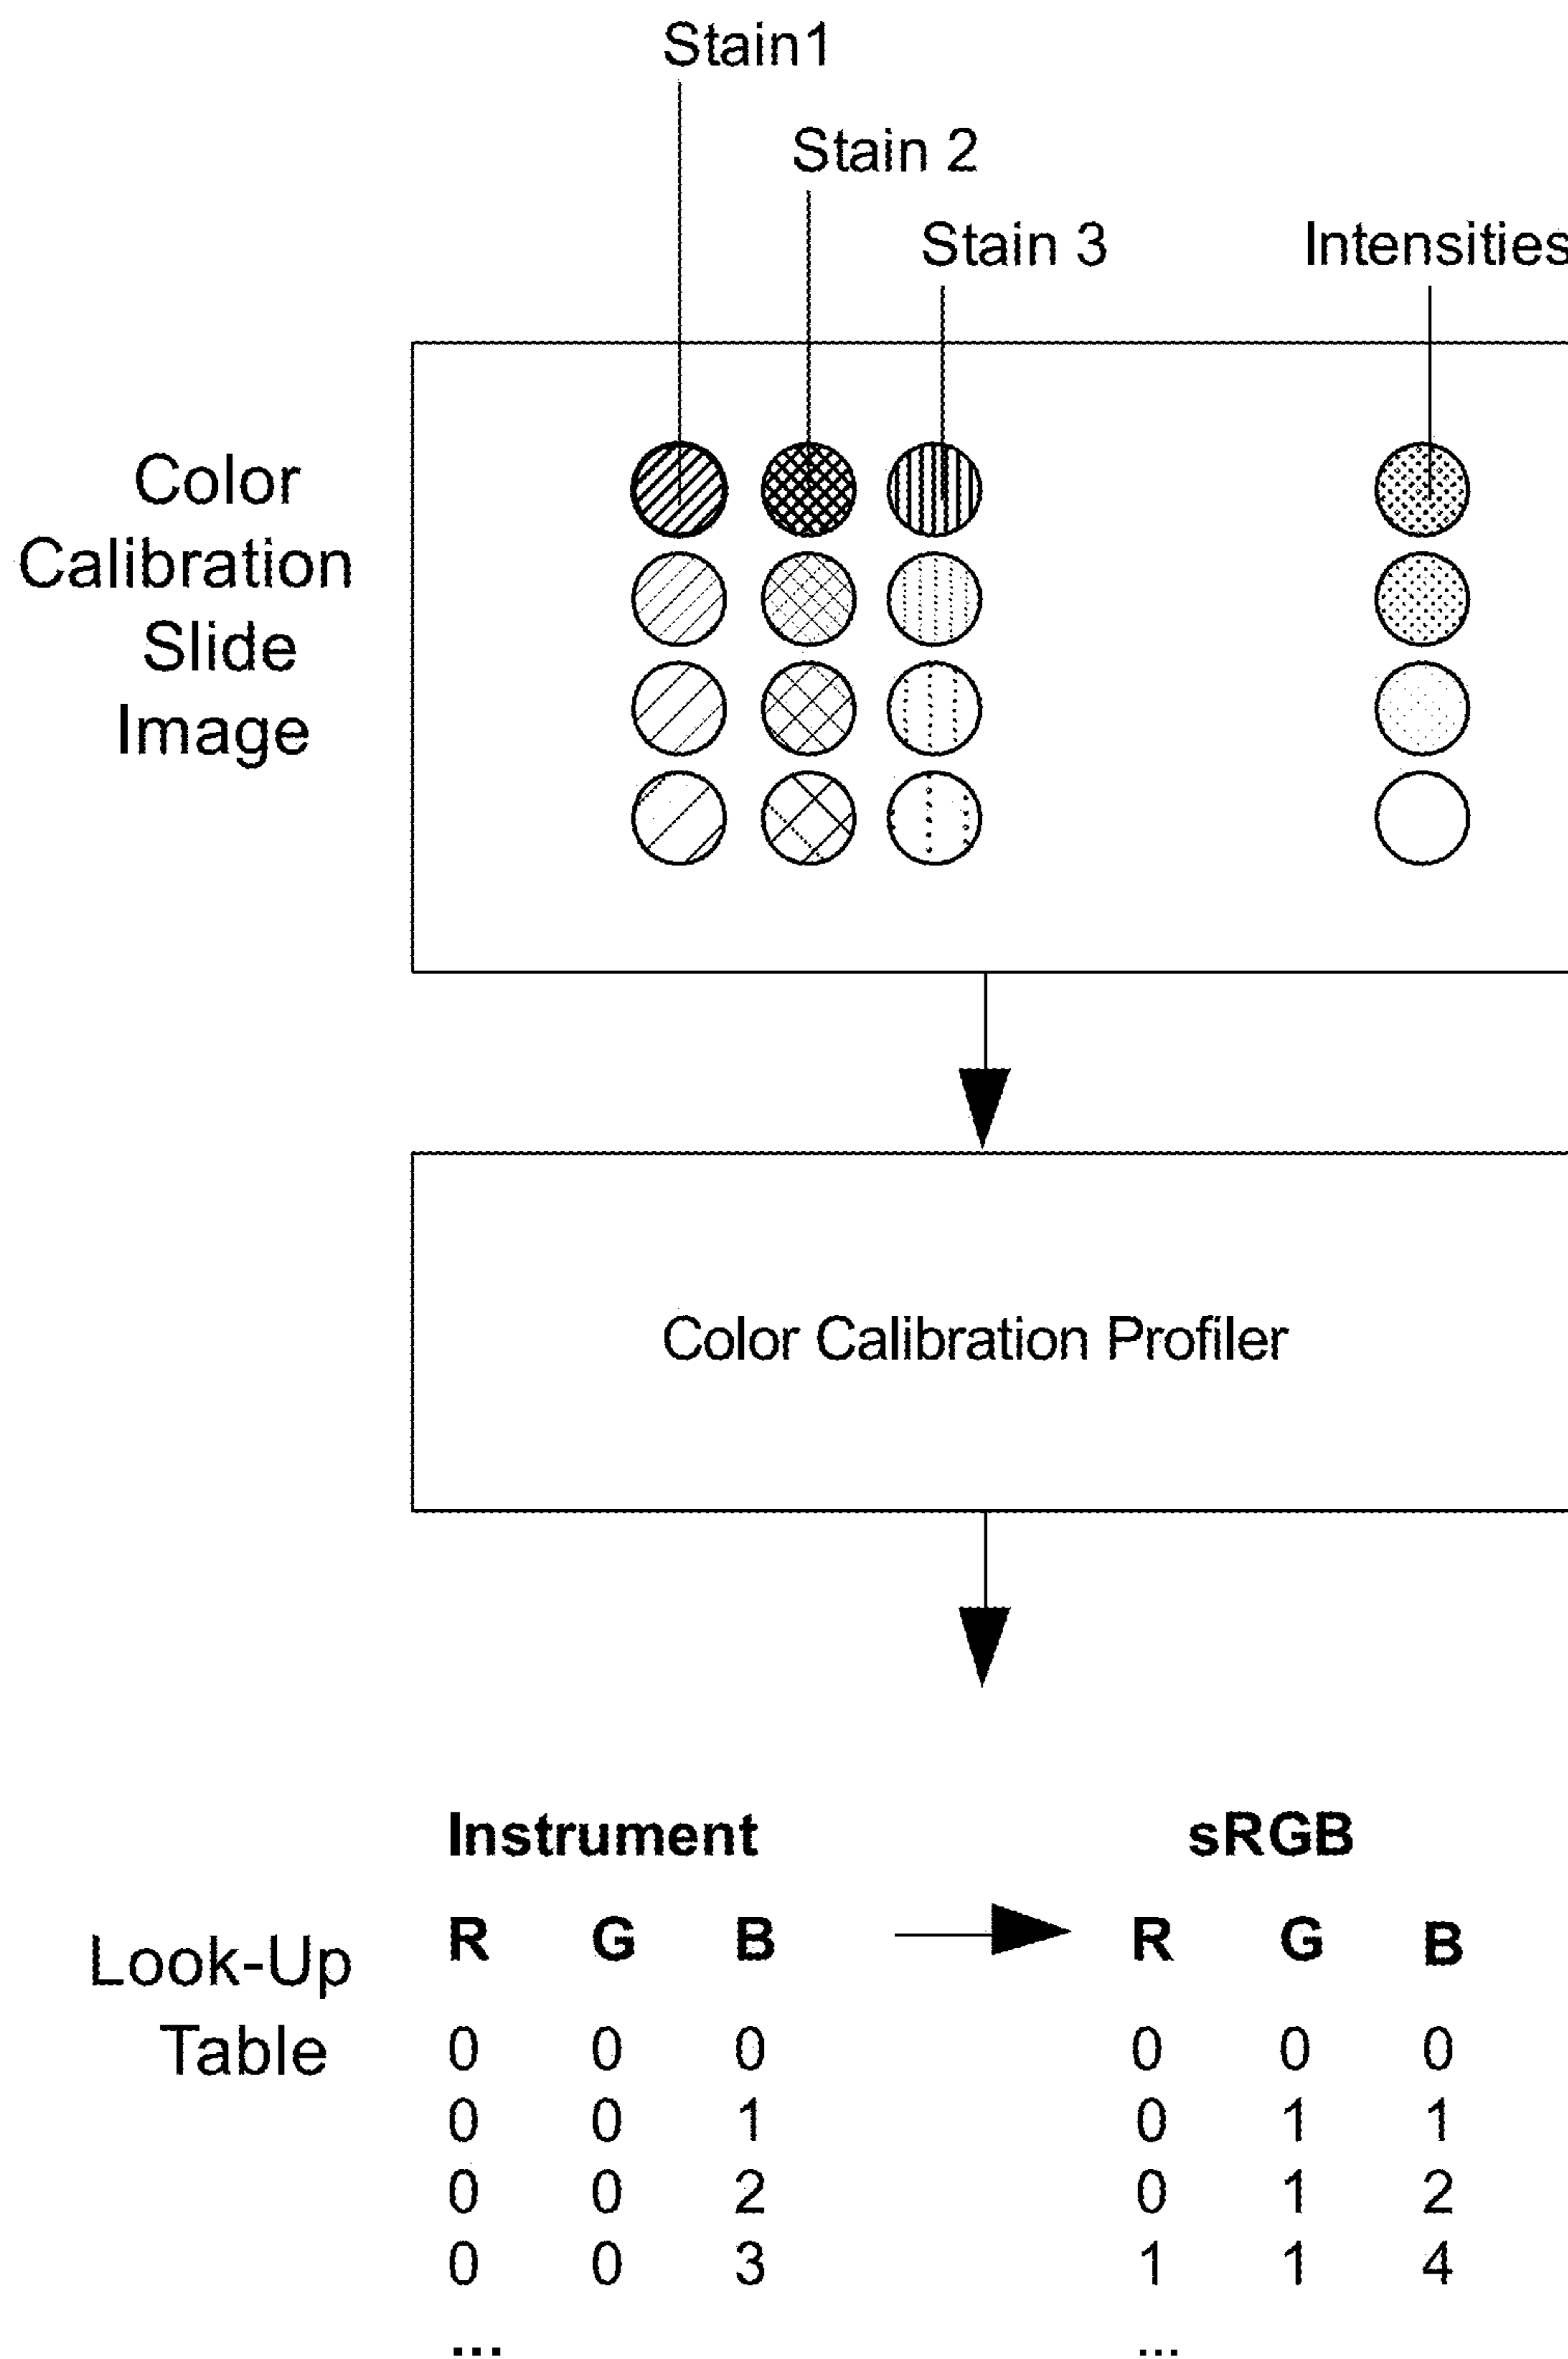 Stain1
Stain 2
Stain 3
Intensities
Color
Calibration
Slide
Image
Color Calibration Profiler
Instrument sRGB
R G B R G B
Look-Up
Table
0 0 0 0 0 0
0 0 1 0 1 1
0 0 2 0 1 2
0 0 3 1 1 4
... ...